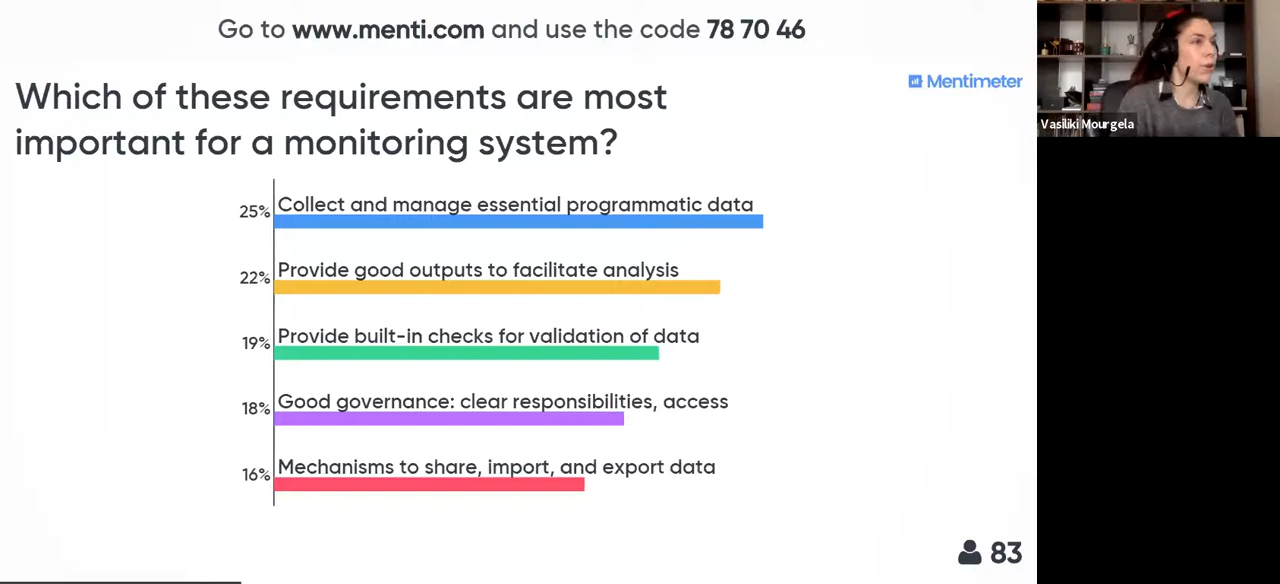 Go to www.menti.com and use the code 78 70 46
Mentimeter
Which of these requirements are most
important for a monitoring system?
Vasiliki Mourgela
25% Collect and manage essential programmatic data
22% Provide good outputs to facilitate analysis
19% Provide built-in checks for validation of data
18% Good governance: clear responsibilities, access
16% Mechanisms to share, import, and export data
83